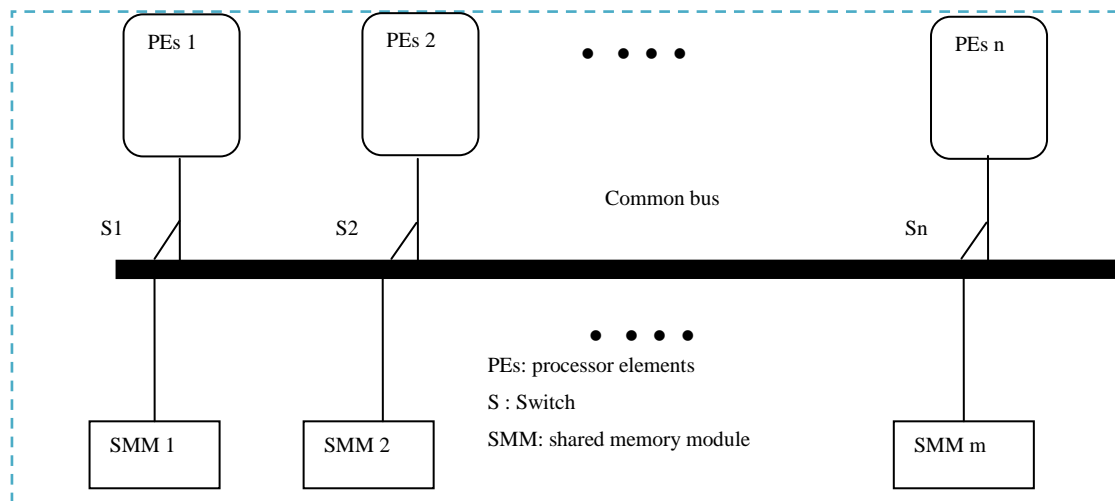 PEs 1
PEs 2
PEs n
Common bus
S1
S2
Sn
PEs: processor elements
S : Switch
SMM: shared memory module
SMM 1
SMM 2
SMM m